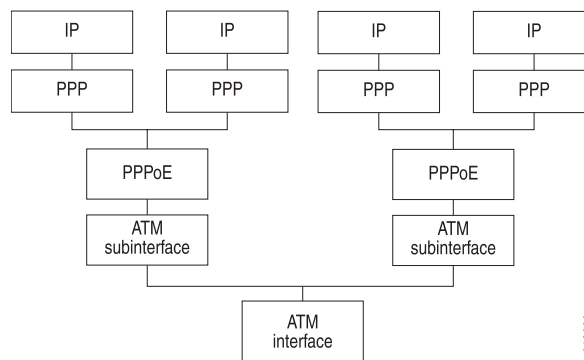 IP
IP
IP
IP
PPP
PPP
PPP
PPP
PPPoE
PPPoE
ATM
subinterface
ATM
subinterface
ATM
interface